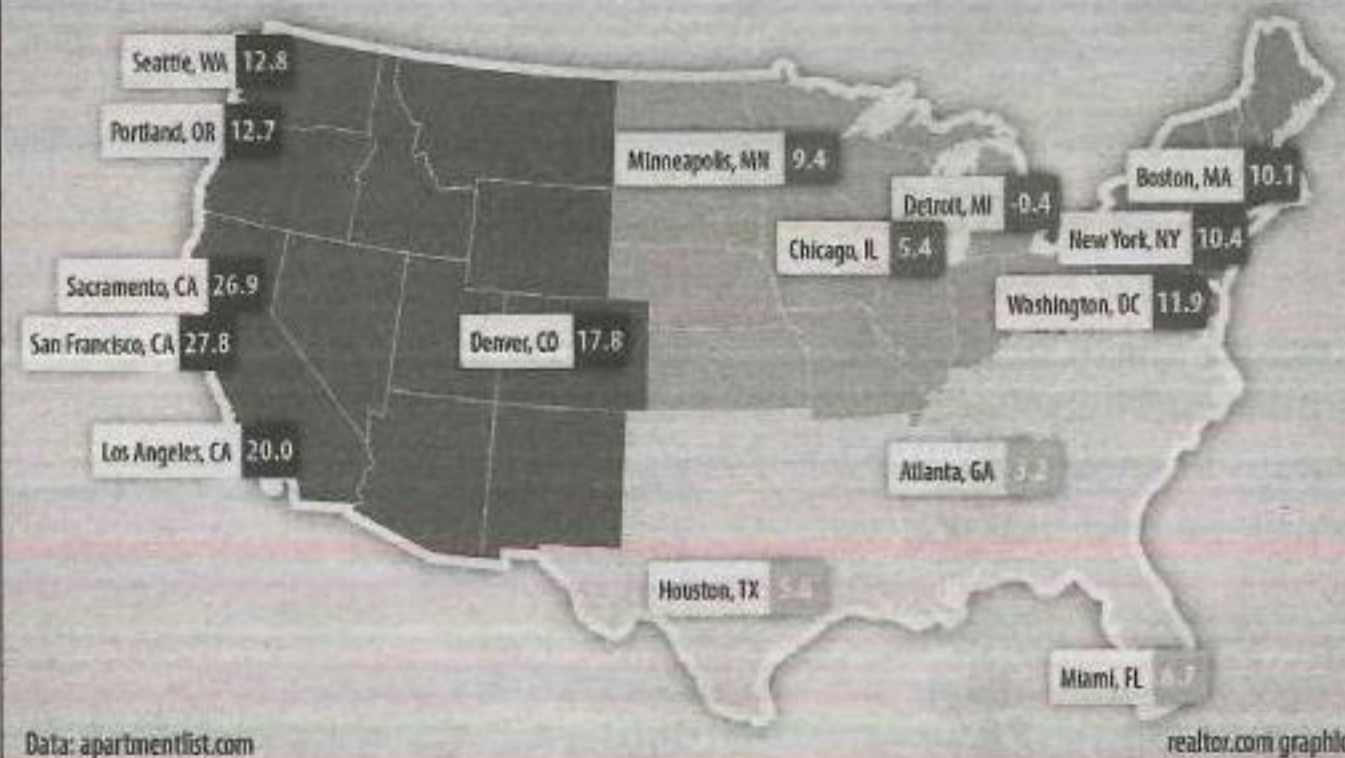 Seattle, WA 12.8
Portland, OR 12.7
Minneapolis, MN 9.4
Boston, MA 10.1
Detroit, MI -0.4
New York, NY 10.4
Chicago, IL 5.4
Sacramento, CA 26.9
Washington, DC 11.9
San Francisco, CA 27.8
Denver, CO 17.8
Los Angeles, CA 20.0
Atlanta, GA
Houston, TX
Miami, FL
Data: apartmentlist.com
realtor.com graphic